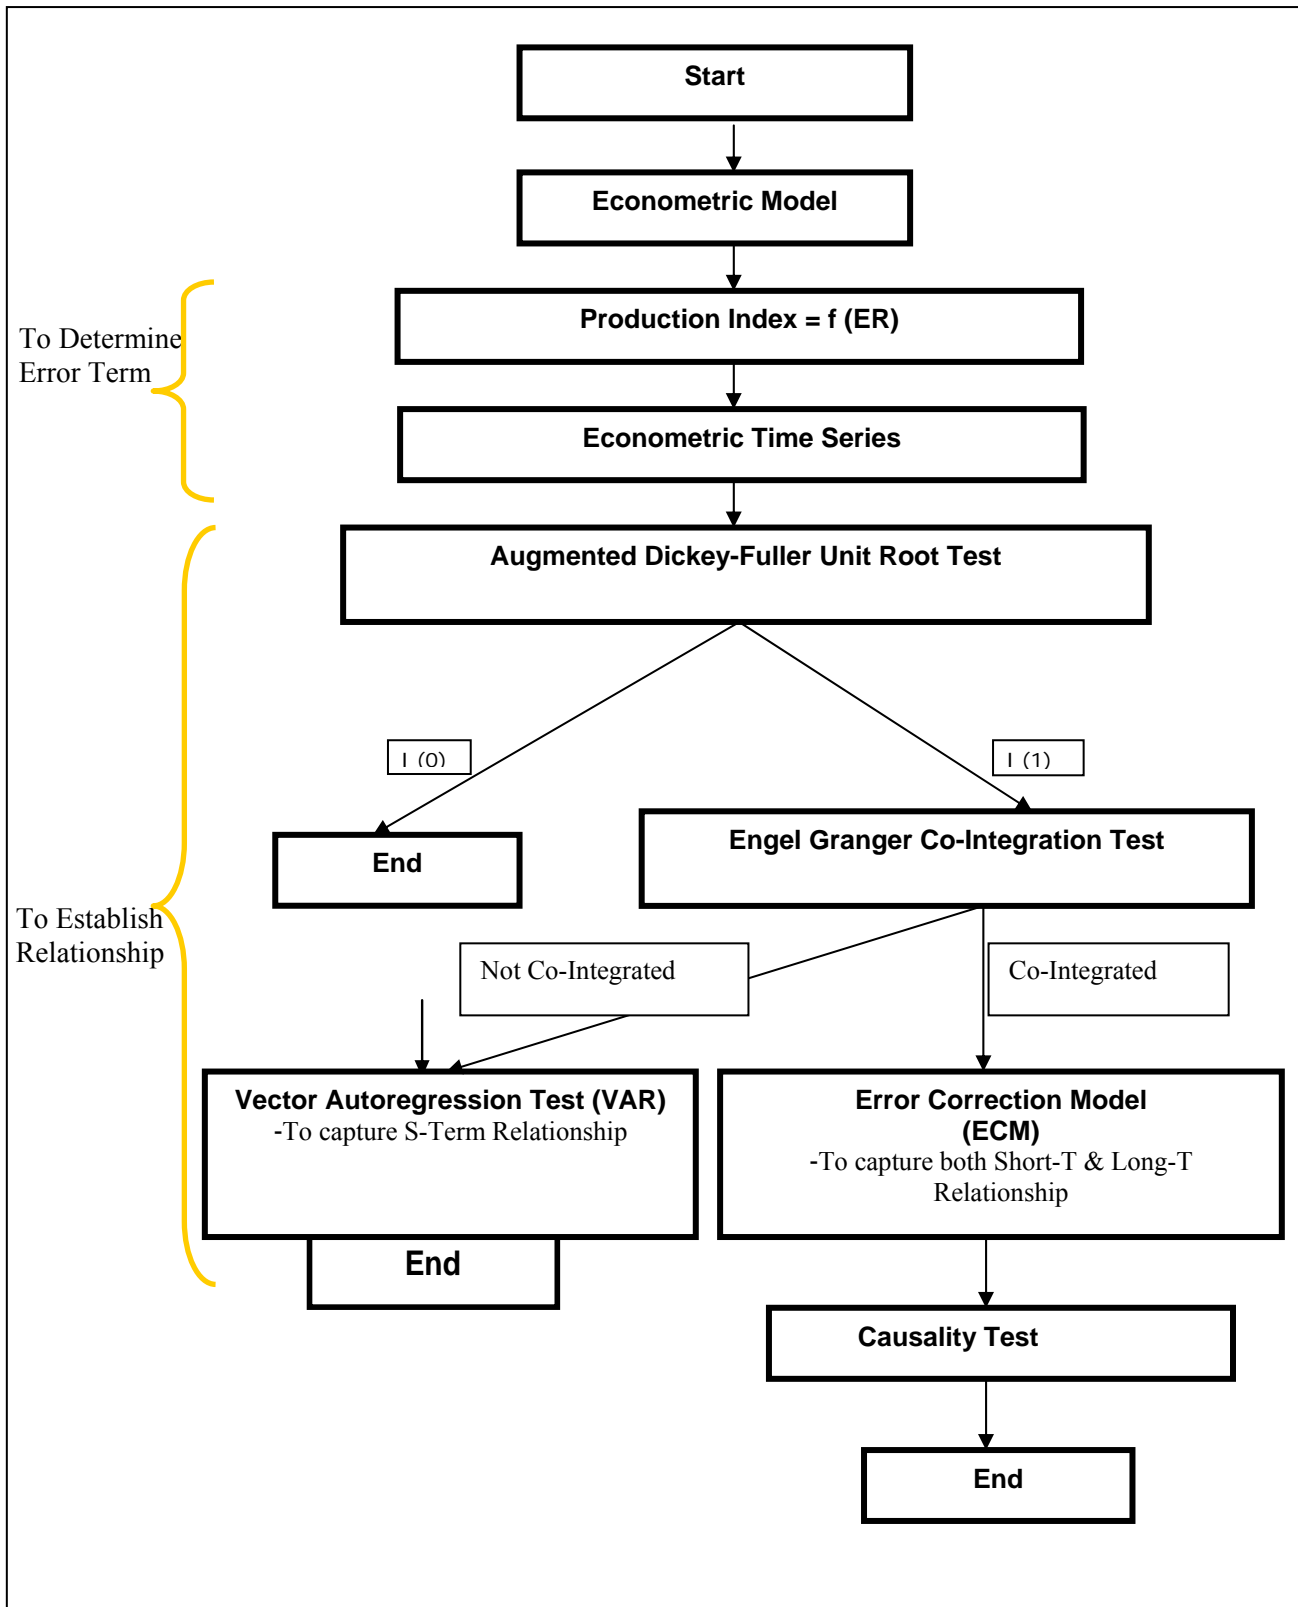 Start
Econometric Model
Production Index = f (ER)
To Determine
Error Term
Econometric Time Series
Augmented Dickey-Fuller Unit Root Test
I (0)
I (1)
End
Engel Granger Co-Integration Test
To Establish
Relationship
Not Co-Integrated
Co-Integrated
Vector Autoregression Test (VAR)
-To capture S-Term Relationship
End
Error Correction Model
(ECM)
-To capture both Short-T & Long-T
Relationship
Causality Test
End